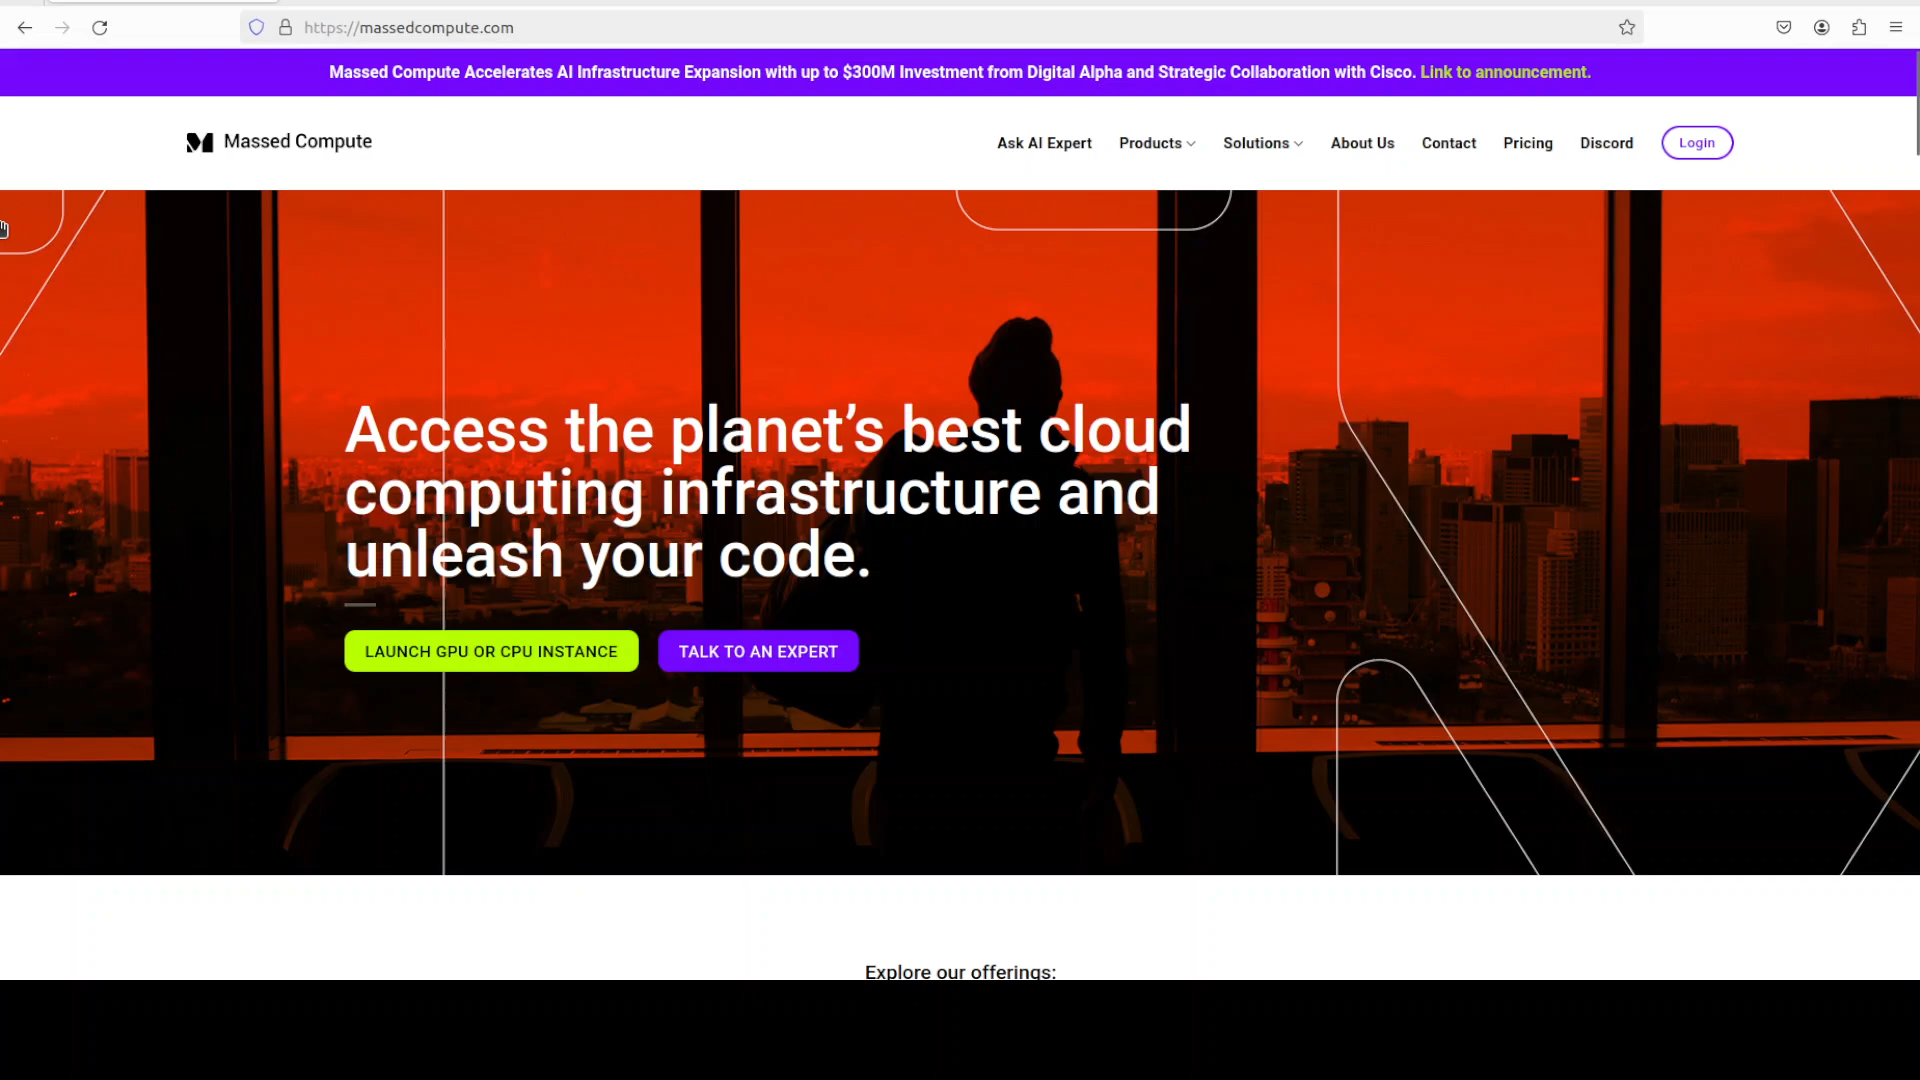 https://massedcompute.com
Massed Compute Accelerates AI Infrastructure Expansion with up to $300M Investment from Digital Alpha and Strategic Collaboration with Cisco. Link to announcement.
Massed Compute
Ask AI Expert Products Solutions About Us Contact Pricing Discord Login
Access the planet’s best cloud
computing infrastructure and
unleash your code.
LAUNCH GPU OR CPU INSTANCE TALK TO AN EXPERT
Explore our offerings: